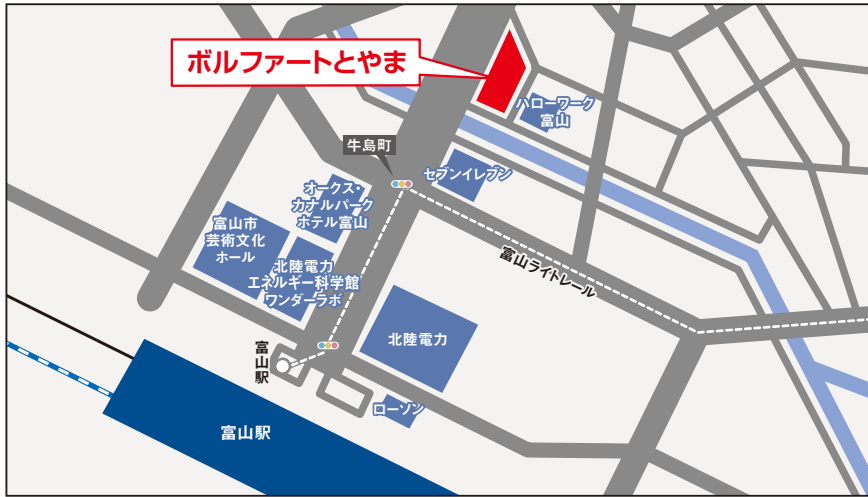 ボルファートとやま
ハローワーク
富山
牛島町
セブンイレブン
オークス・
カナルパーク
ホテル富山
富山市
芸術文化
ホール
北陸電力
エネルギー科学館
ワンダーラボ
富山ライトレール
北陸電力
富山駅
ローソン
富山駅